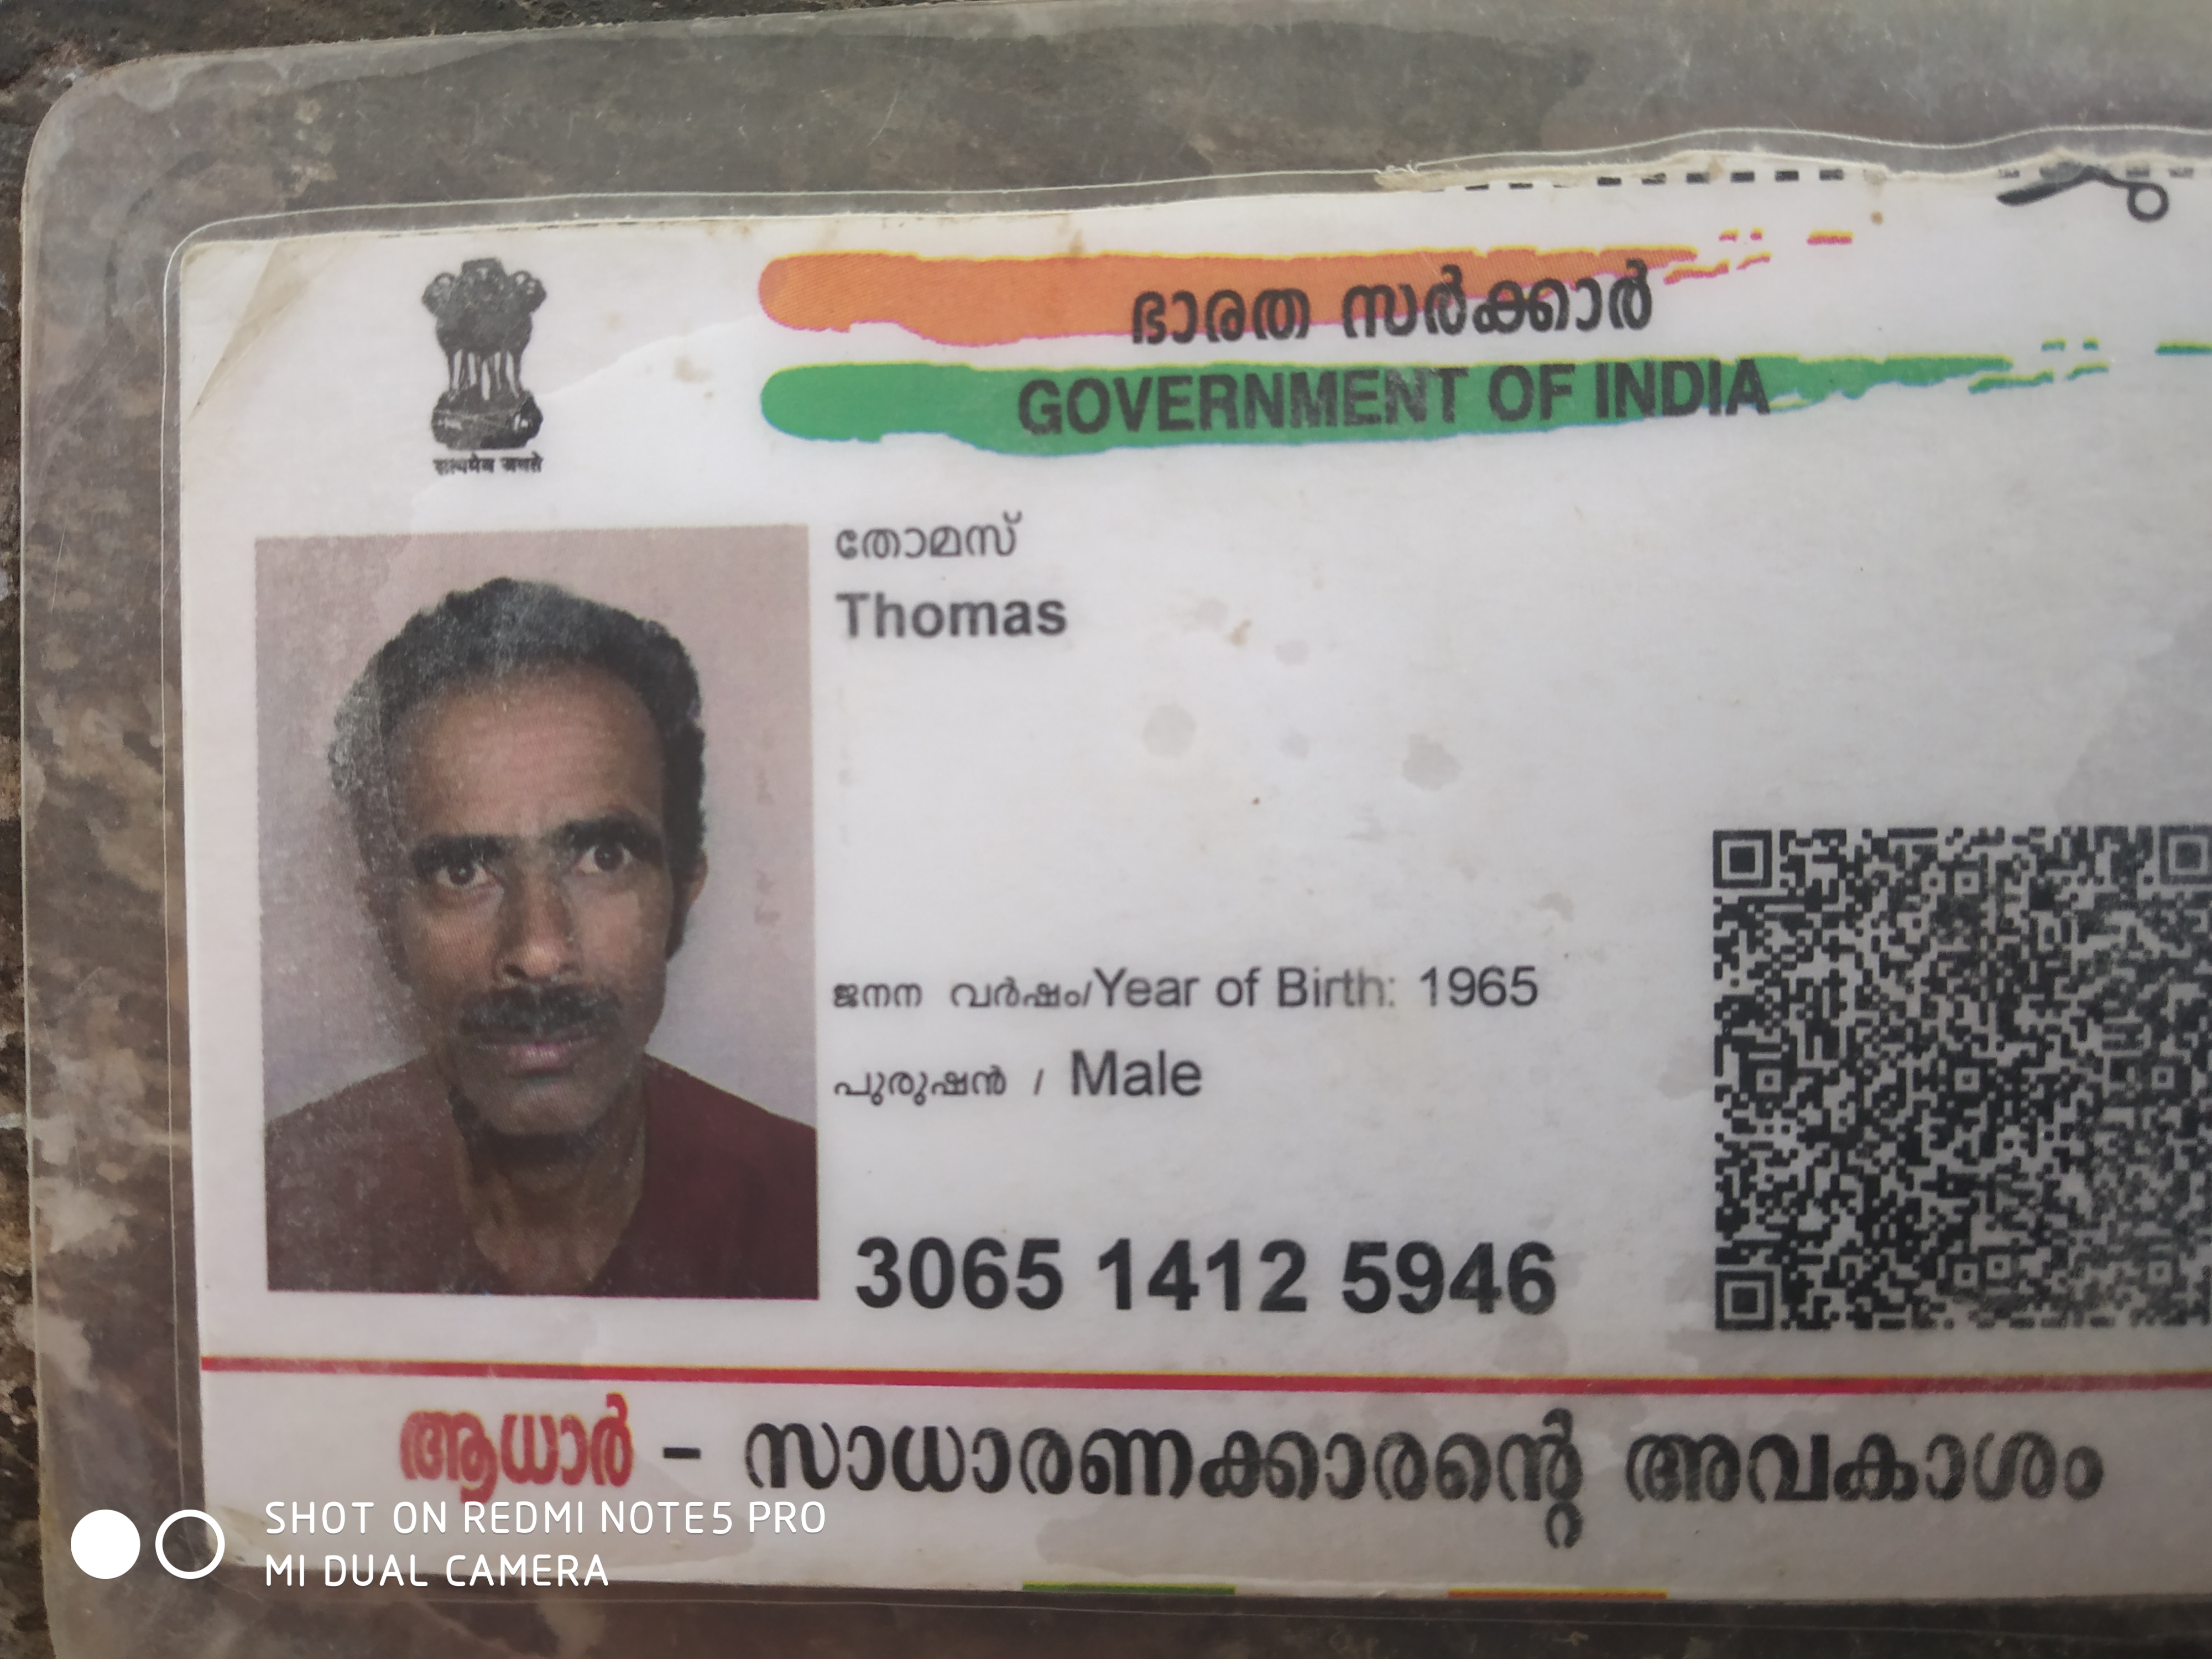 सत्यमेव जयते
ഭാരത സർക്കാർ
GOVERNMENT OF INDIA
തോമസ്
Thomas
ജനന വർഷം/Year of Birth: 1965
പുരുഷൻ / Male
3065 1412 5946
ആധാർ – സാധാരണക്കാരന്റെ അവകാശം
SHOT ON REDMI NOTE5 PRO
MI DUAL CAMERA